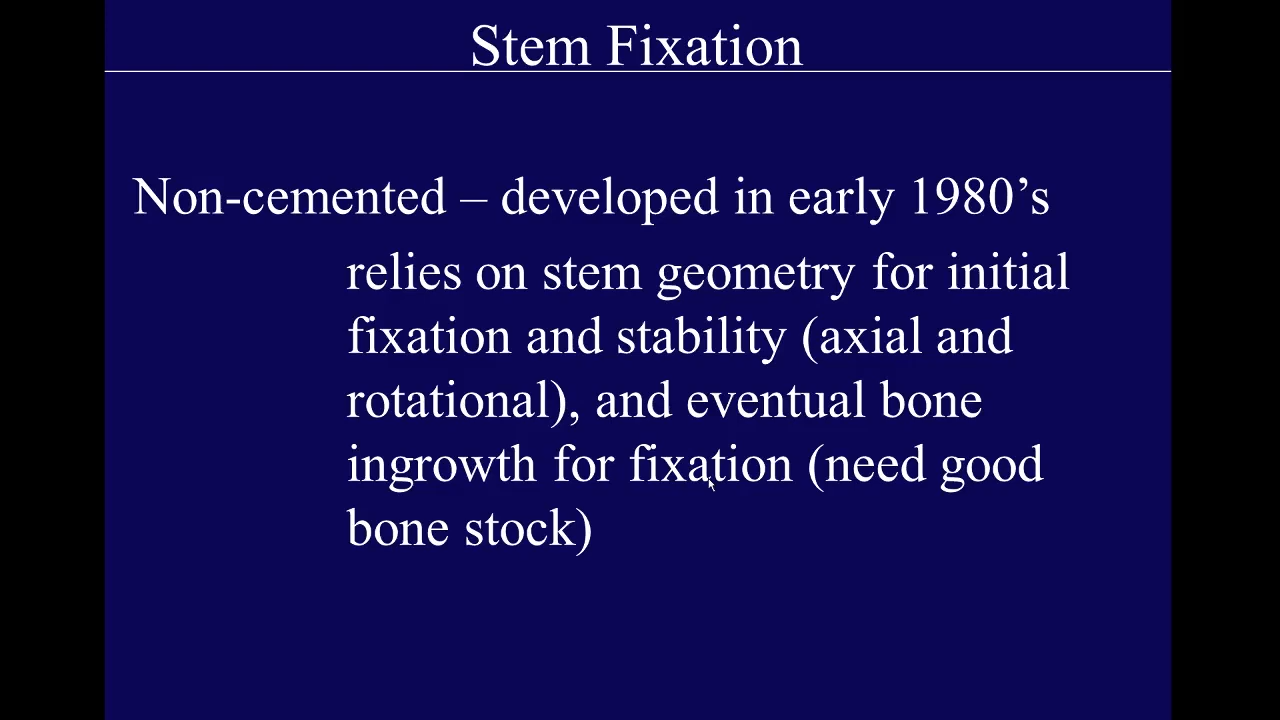 Stem Fixation
Non-cemented – developed in early 1980’s
relies on stem geometry for initial
fixation and stability (axial and
rotational), and eventual bone
ingrowth for fixation (need good
bone stock)